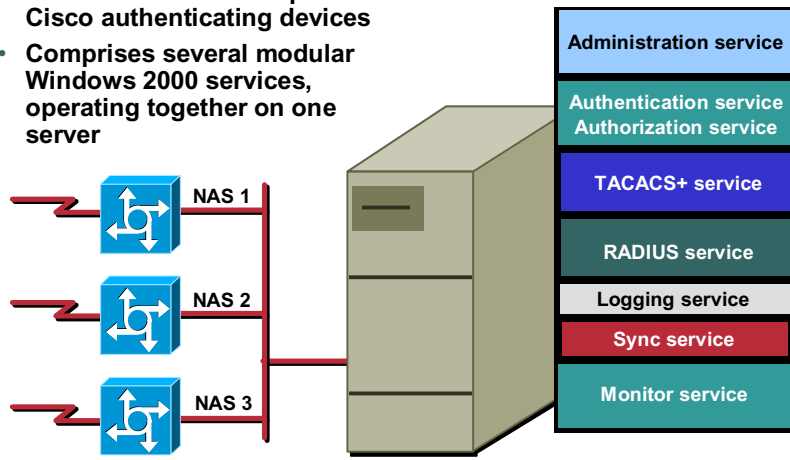 Cisco authenticating devices
• Comprises several modular
Windows 2000 services,
operating together on one
server
NAS 1
NAS 2
NAS 3
Administration service
Authentication service
Authorization service
TACACS+ service
RADIUS service
Logging service
Sync service
Monitor service